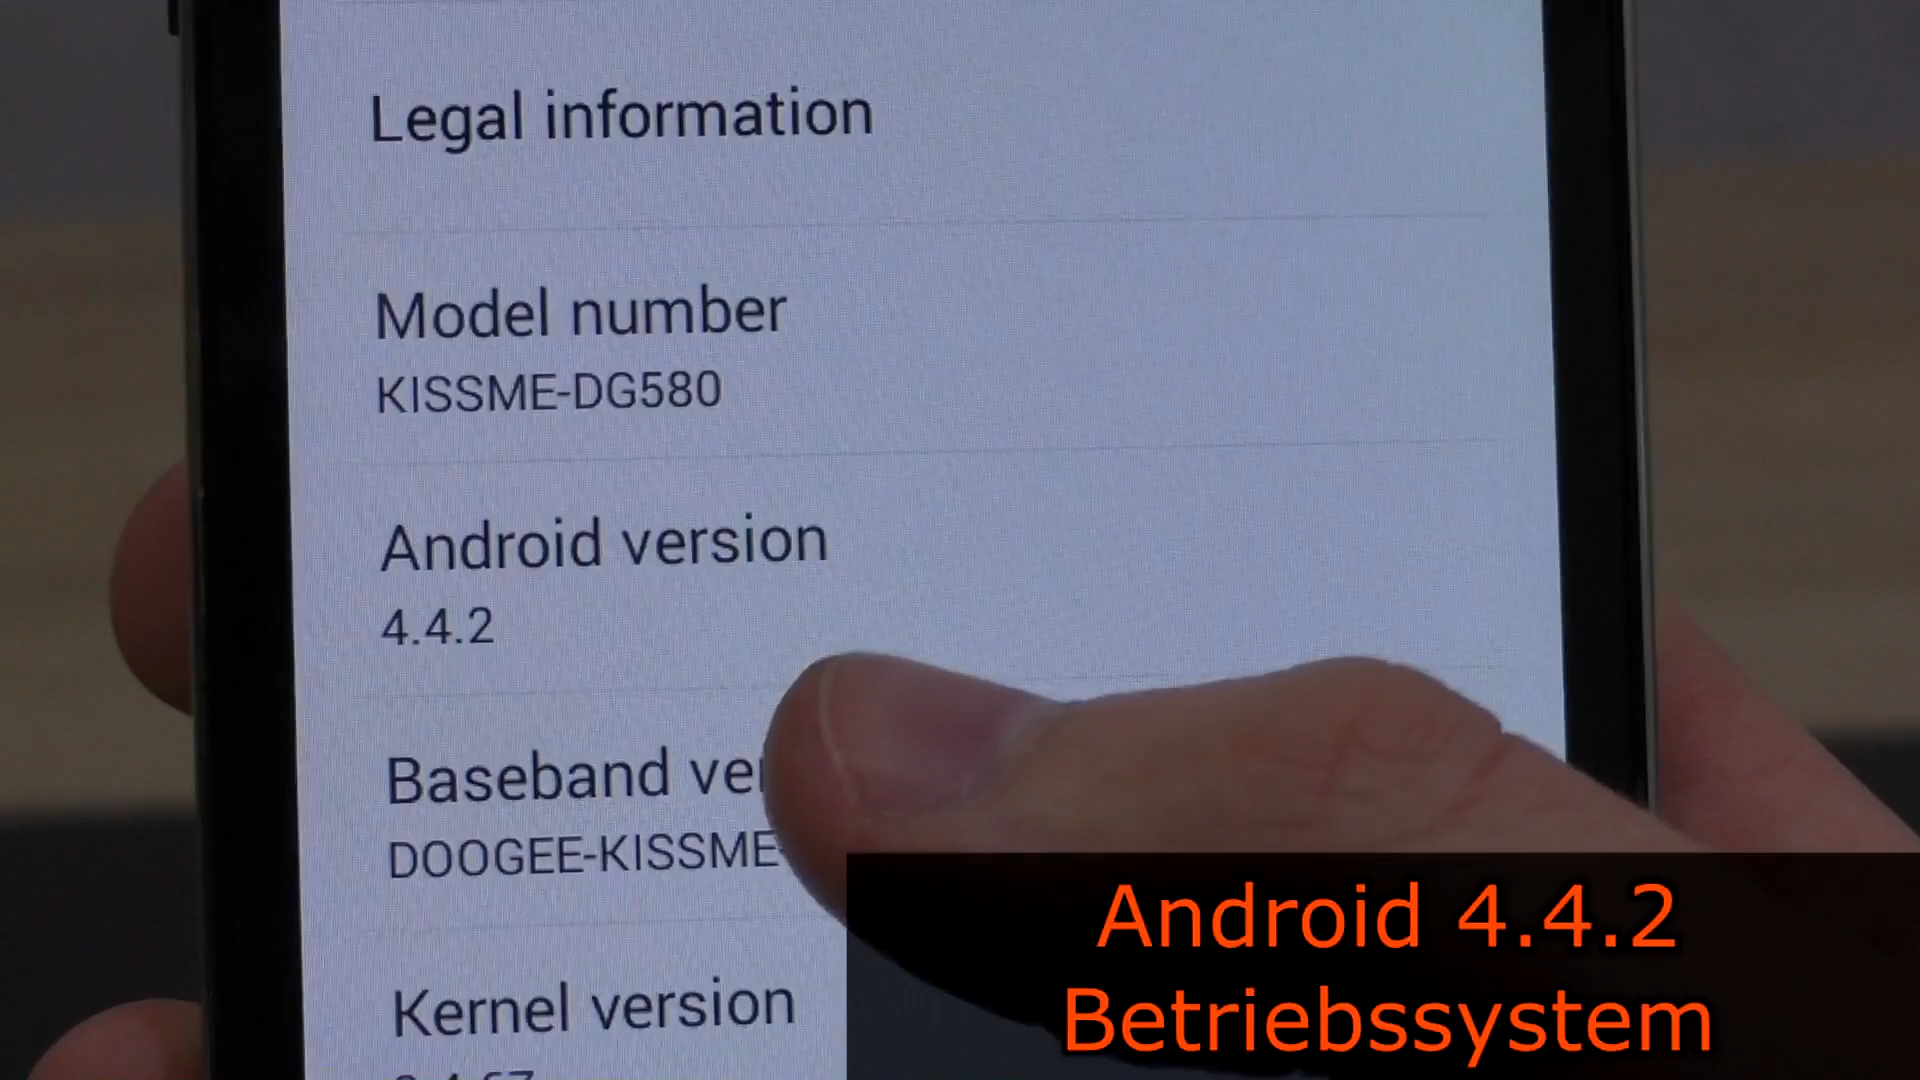 Legal information
Model number
KISSME-DG580
Android version
4.4.2
Baseband
DOOGEE-KISSME-
Kernel version
Android 4.4.2
Betriebssystem